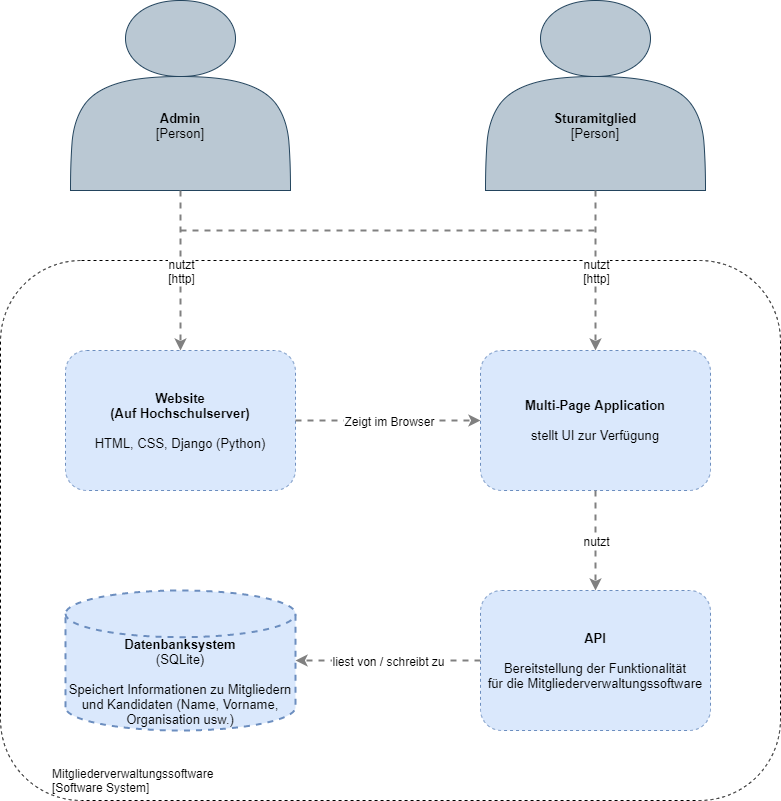 Admin
[Person]
Sturamitglied
[Person]
nutzt
[http]
nutzt
[http]
Website
(Auf Hochschulserver)
HTML, CSS, Django (Python)
Zeigt im Browser
Multi-Page Application
stellt UI zur Verfügung
nutzt
Datenbanksystem
(SQLite)
Speichert Informationen zu Mitgliedern
und Kandidaten (Name, Vorname,
Organisation usw.)
liest von / schreibt zu
API
Bereitstellung der Funktionalität
für die Mitgliederverwaltungssoftware
Mitgliederverwaltungssoftware
[Software System]